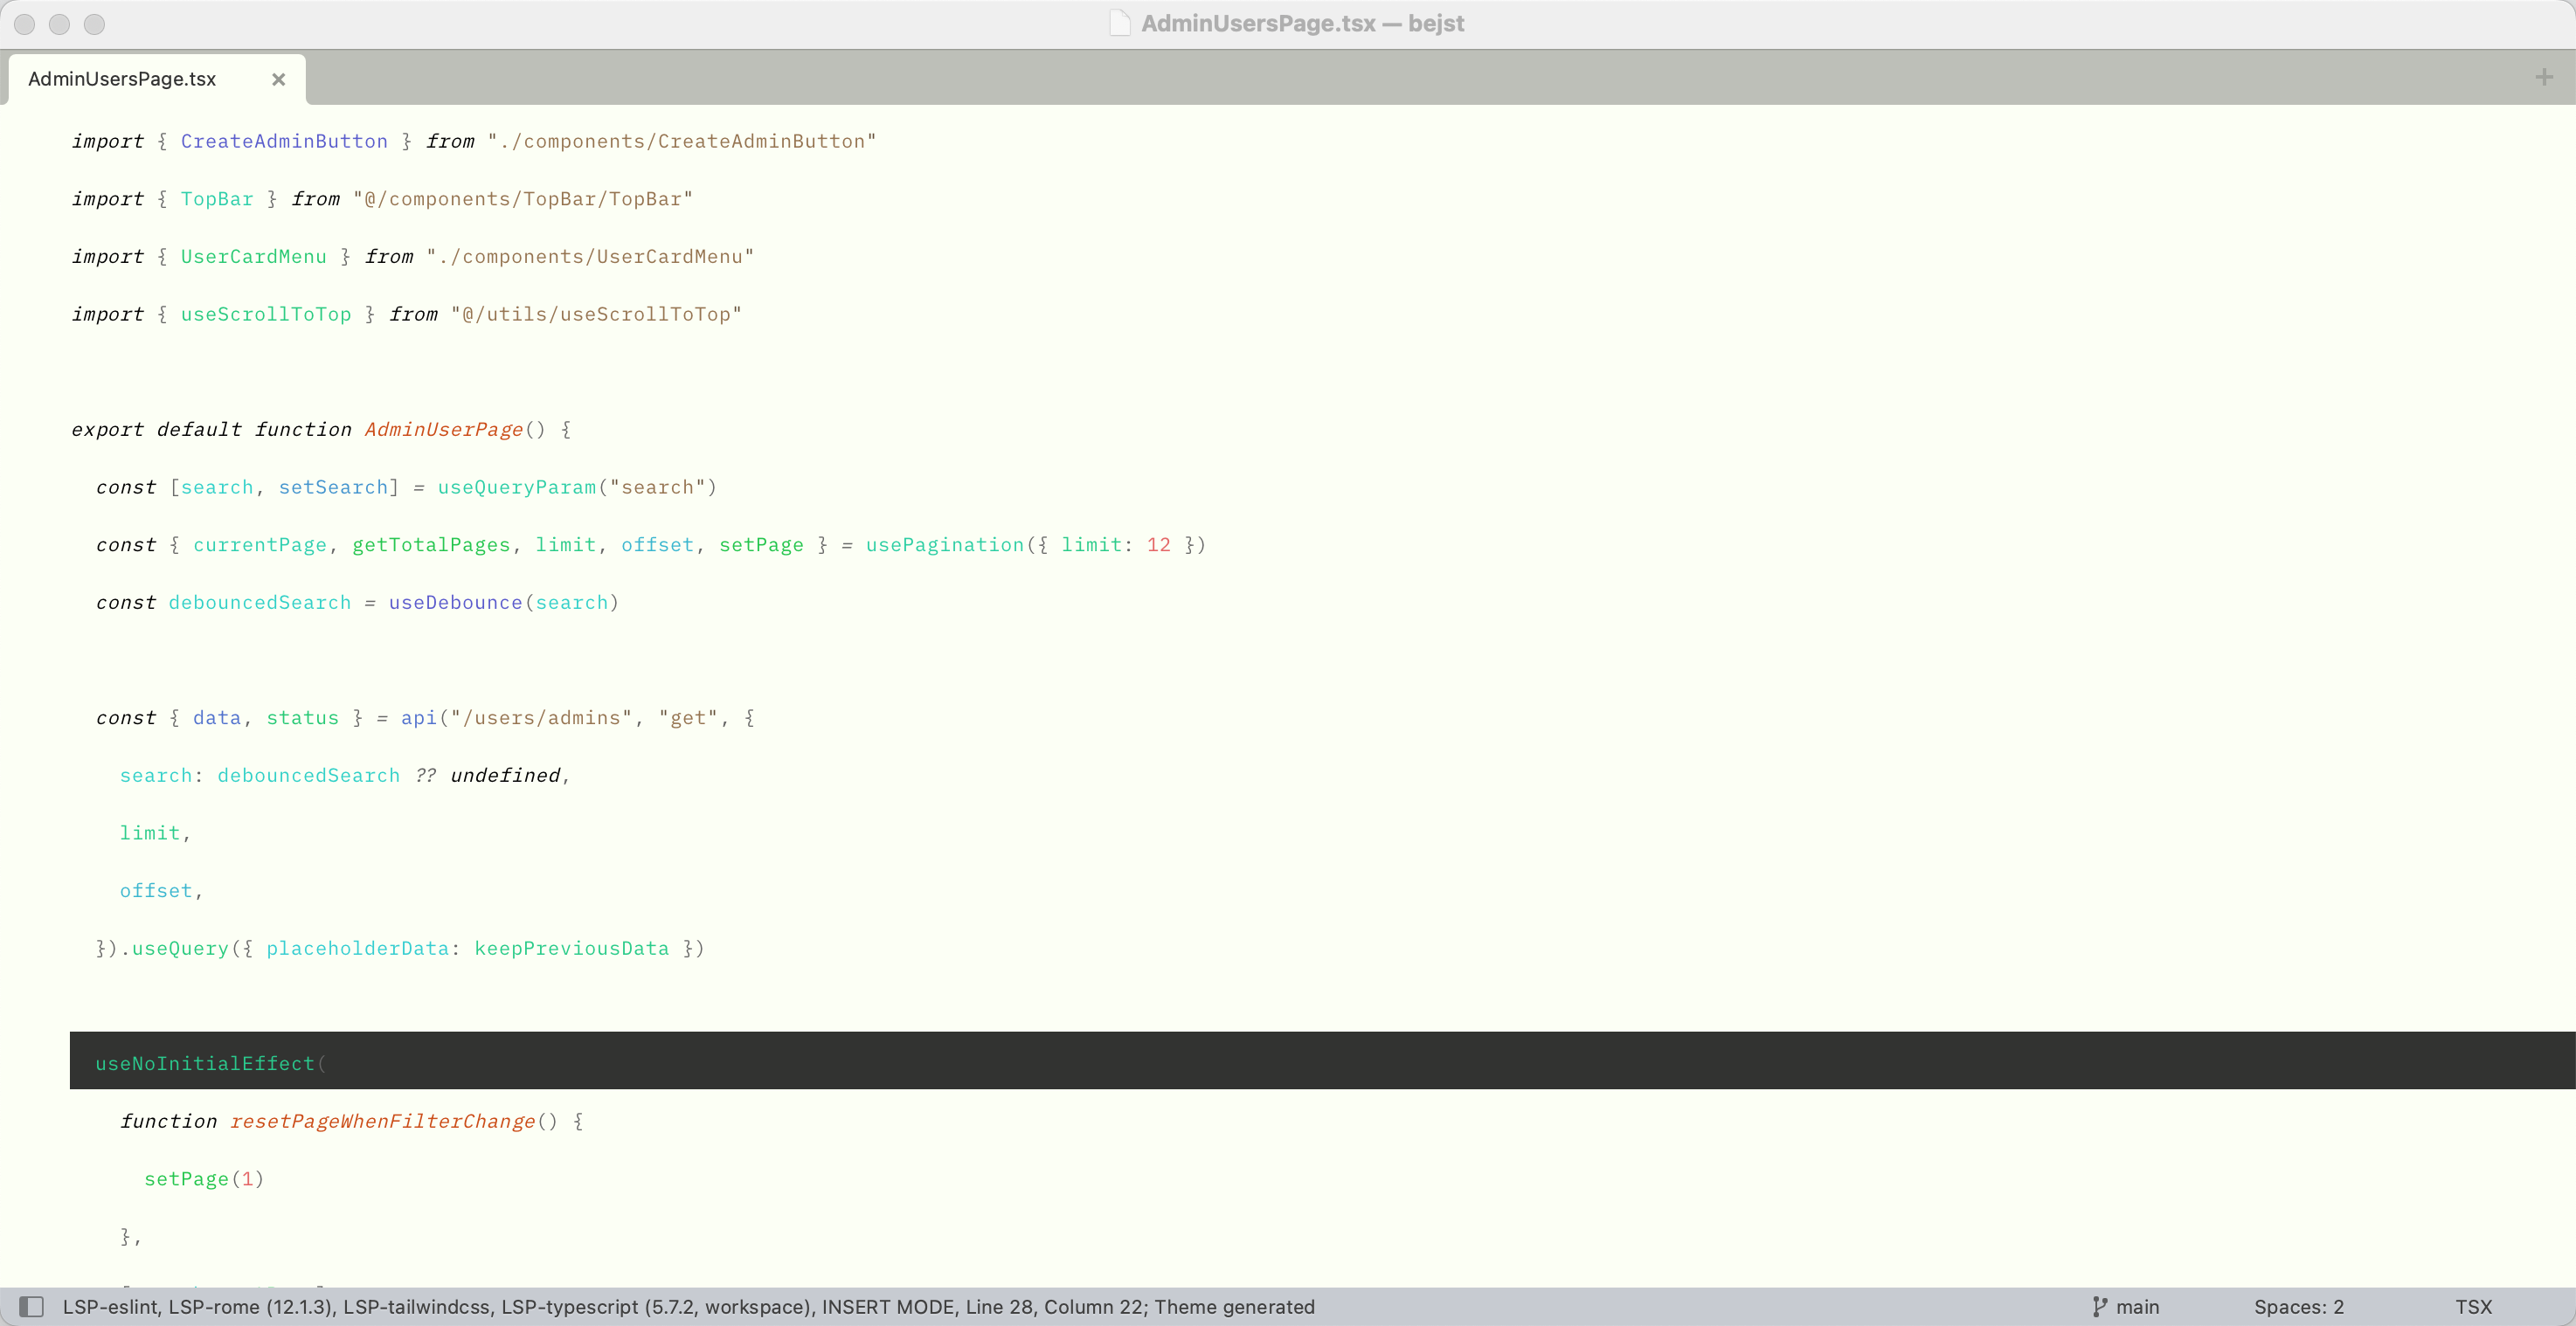 AdminUsersPage.tsx — bejst
AdminUsersPage.tsx
import { CreateAdminButton } from "./components/CreateAdminButton"
import { TopBar } from "@/components/TopBar/TopBar"
import { UserCardMenu } from "./components/UserCardMenu"
import { useScrollToTop } from "@/utils/useScrollToTop"
export default function AdminUserPage() {
const [search, setSearch] = useQueryParam("search")
const { currentPage, getTotalPages, limit, offset, setPage } = usePagination({ limit: 12 })
const debouncedSearch = useDebounce(search)
const { data, status } = api("/users/admins", "get", {
search: debouncedSearch ?? undefined,
limit,
offset,
}).useQuery({ placeholderData: keepPreviousData })
useNoInitialEffect(
function resetPageWhenFilterChange() {
setPage(1)
},
LSP-eslint, LSP-rome (12.1.3), LSP-tailwindcss, LSP-typescript (5.7.2, workspace), INSERT MODE, Line 28, Column 22; Theme generated
main
Spaces: 2
TSX